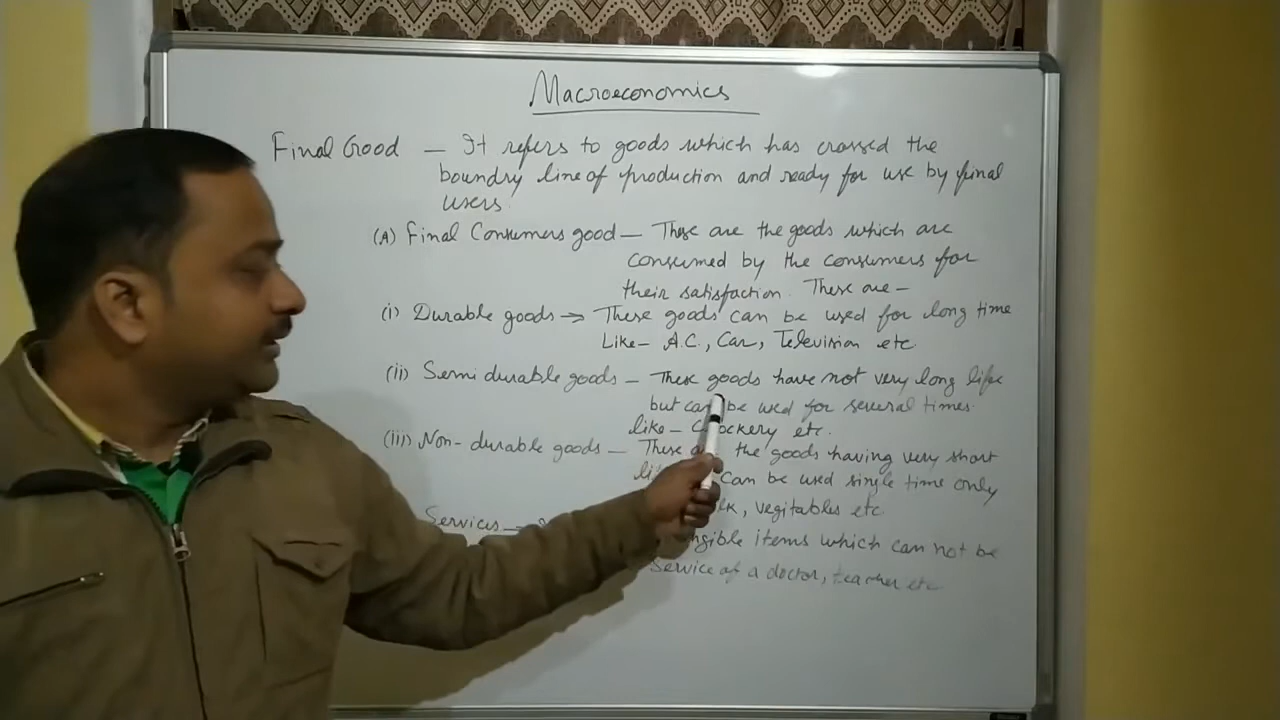 Macroeconomics
Final Good — It refers to goods which has crossed the
boundry line of production and ready for use by final
users.
(A) Final Consumers good — These are the goods which are
consumed by the consumers for
their satisfaction. These are —
(i) Durable goods → These goods can be used for long time
Like — A.C., Car, Television etc.
(ii) Semi durable goods — These goods have not very long life
but can be used for several times.
like — Crockery etc.
(iii) Non-durable goods — These the goods having very short
can be used single time only
vegitables etc.
Services —
items which can not be
Service of a doctor, teacher etc